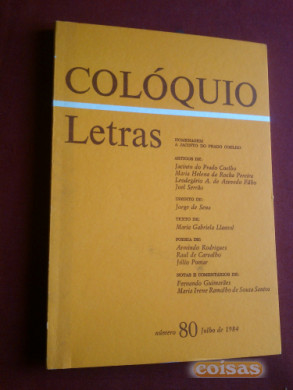 COLÓQUIO
Letras
HOMENAGEM
A JACINTO DO PRADO COELHO
ESTUDOS DE:
Jacinto do Prado Coelho
Maria Helena da Rocha Pereira
Leodegário A. de Azevedo Filho
Joel Serrão
INÉDITO DE:
Jorge de Sena
TEXTO DE:
Maria Gabriela Llansol
POEMAS DE:
Armindo Rodrigues
Raul de Carvalho
Júlio Pomar
NOTAS E COMENTÁRIOS DE:
Fernando Guimarães
Maria Irene Ramalho de Sousa Santos
número 80 Julho de 1984
coisas